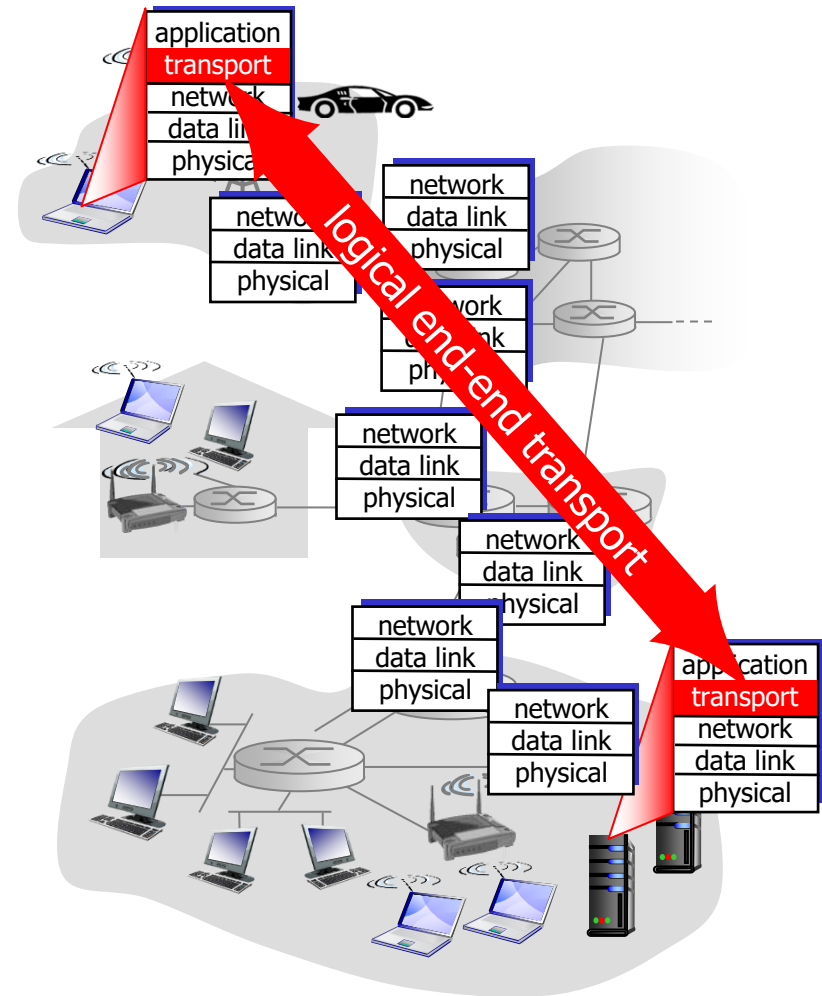 application
transport
network
data link
physical
network
data link
physical
network
data link
physical
logical end-end transport
network
data link
physical
network
data link
physical
network
data link
physical
network
data link
physical
application
transport
network
data link
physical